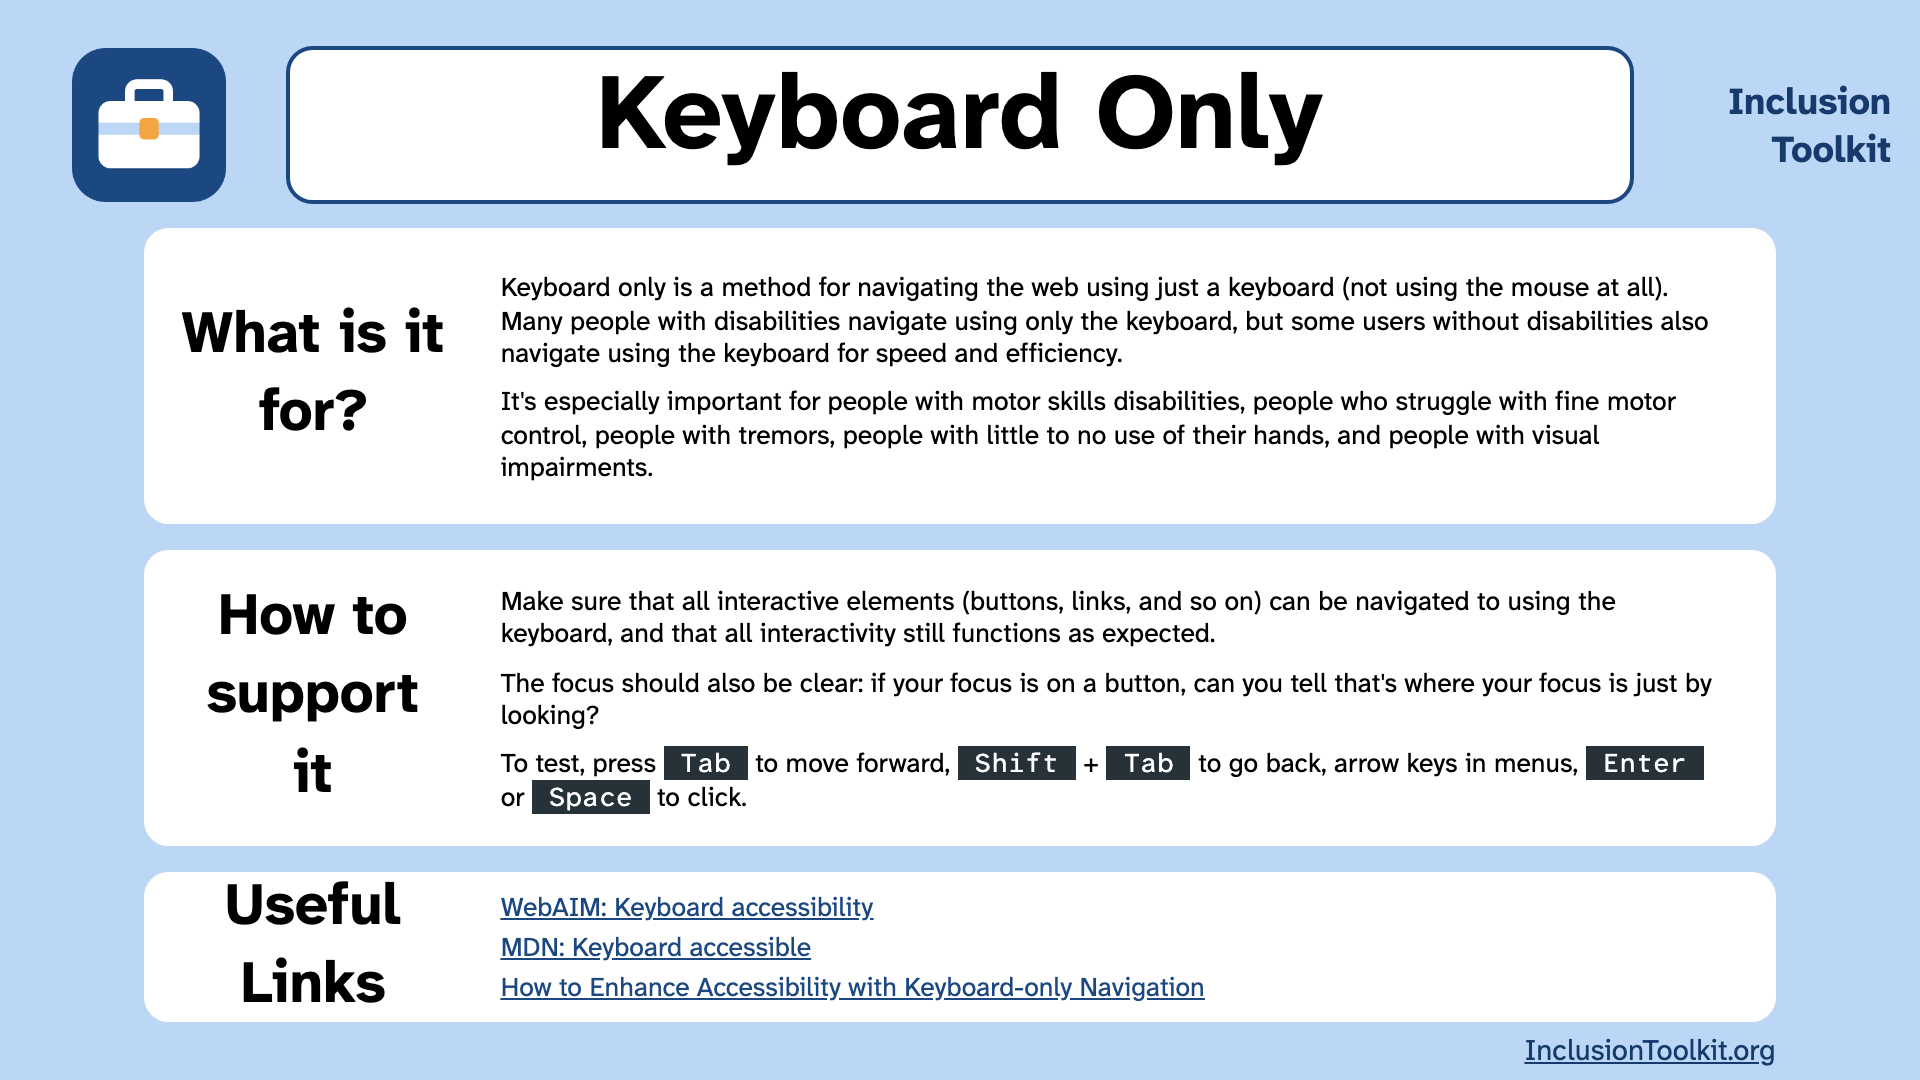 Keyboard Only
Inclusion
Toolkit
What is it
for?
Keyboard only is a method for navigating the web using just a keyboard (not using the mouse at all).
Many people with disabilities navigate using only the keyboard, but some users without disabilities also
navigate using the keyboard for speed and efficiency.
It's especially important for people with motor skills disabilities, people who struggle with fine motor
control, people with tremors, people with little to no use of their hands, and people with visual
impairments.
How to
support
it
Make sure that all interactive elements (buttons, links, and so on) can be navigated to using the
keyboard, and that all interactivity still functions as expected.
The focus should also be clear: if your focus is on a button, can you tell that's where your focus is just by
looking?
To test, press Tab to move forward, Shift + Tab to go back, arrow keys in menus, Enter
or Space to click.
Useful
Links
WebAIM: Keyboard accessibility
MDN: Keyboard accessible
How to Enhance Accessibility with Keyboard-only Navigation
InclusionToolkit.org